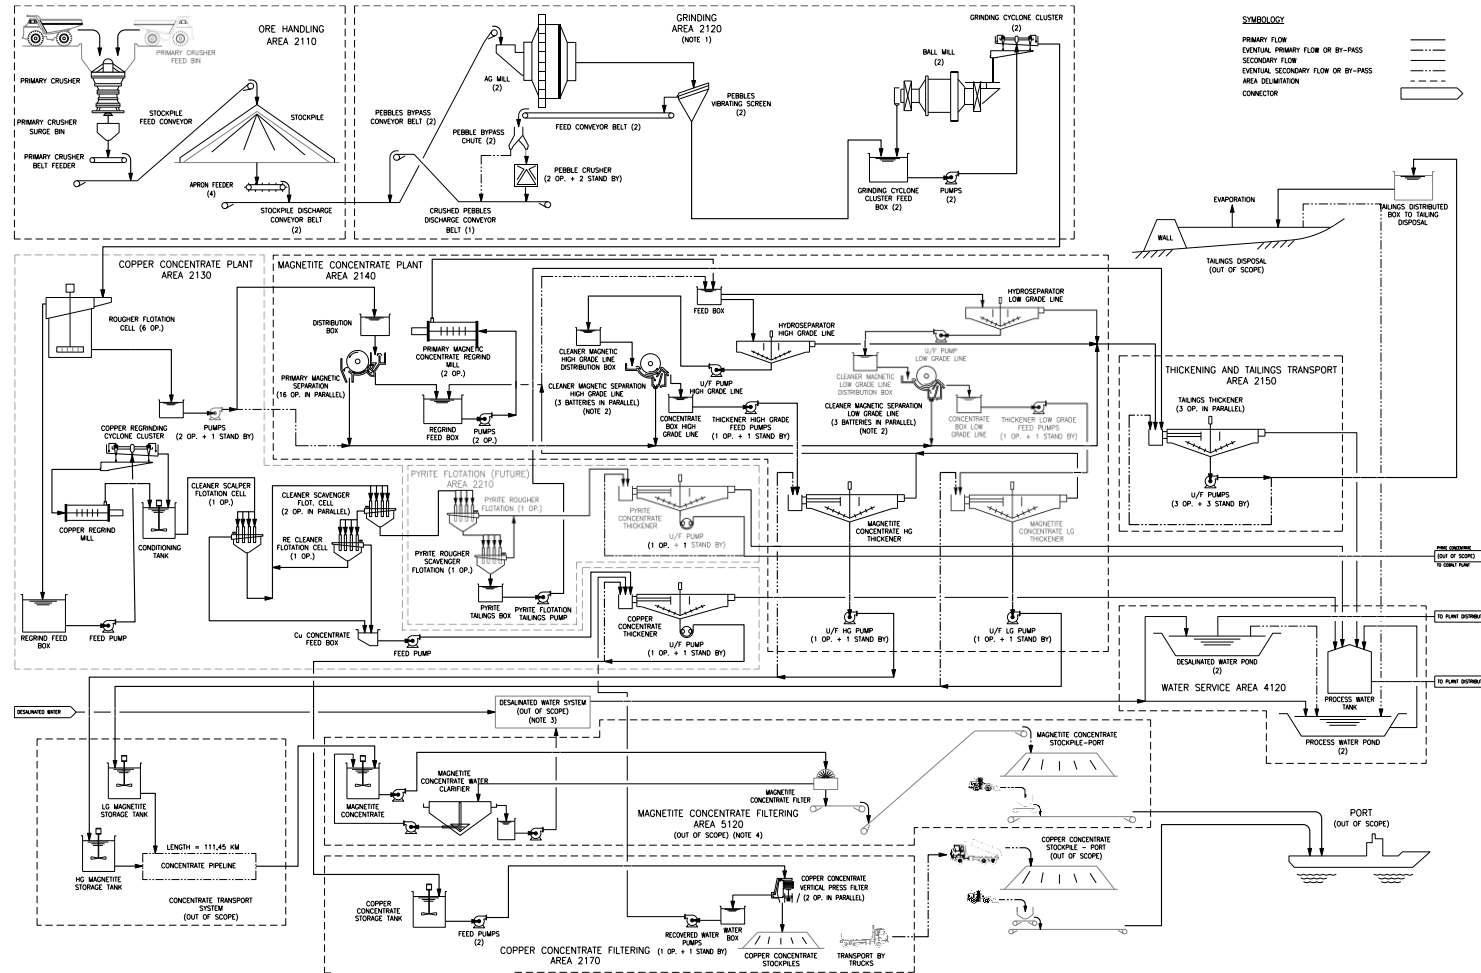 ORE HANDLING
AREA 2110
PRIMARY CRUSHER
FEED BIN
PRIMARY CRUSHER
PRIMARY CRUSHER
SURGE BIN
PRIMARY CRUSHER
BELT FEEDER
STOCKPILE
FEED CONVEYOR
STOCKPILE
APRON FEEDER
(4)
STOCKPILE DISCHARGE
CONVEYOR BELT
(2)
GRINDING
AREA 2120
(NOTE 1)
AG MILL
(2)
PEBBLES BYPASS
CONVEYOR BELT (2)
PEBBLE BYPASS
CHUTE (2)
FEED CONVEYOR BELT (2)
PEBBLE CRUSHER
(2 OP. + 2 STAND BY)
CRUSHED PEBBLES
DISCHARGE CONVEYOR
BELT (1)
PEBBLES
VIBRATING SCREEN
(2)
GRINDING CYCLONE CLUSTER
(2)
BALL MILL
(2)
GRINDING CYCLONE
CLUSTER FEED
BOX (2)
PUMPS
(2)
SYMBOLOGY
PRIMARY FLOW
EVENTUAL PRIMARY FLOW OR BY-PASS
SECONDARY FLOW
EVENTUAL SECONDARY FLOW OR BY-PASS
AREA DELIMITATION
CONNECTOR
EVAPORATION
WALL
TAILINGS DISPOSAL
(OUT OF SCOPE)
TAILINGS DISTRIBUTED
BOX TO TAILING
DISPOSAL
COPPER CONCENTRATE PLANT
AREA 2130
ROUGHER FLOTATION
CELL (6 OP.)
PUMPS
(2 OP. + 1 STAND BY)
COPPER REGRINDING
CYCLONE CLUSTER
COPPER REGRIND
MILL
CONDITIONING
TANK
CLEANER SCALPER
FLOTATION CELL
(1 OP.)
CLEANER SCAVENGER
FLOT. CELL
(2 OP. IN PARALLEL)
RE CLEANER
FLOTATION CELL
(1 OP.)
REGRIND FEED
BOX
FEED PUMP
Cu CONCENTRATE
FEED BOX
FEED PUMP
MAGNETITE CONCENTRATE PLANT
AREA 2140
DISTRIBUTION
BOX
PRIMARY MAGNETIC
SEPARATION
(16 OP. IN PARALLEL)
PRIMARY MAGNETIC
CONCENTRATE REGRIND
MILL
(2 OP.)
REGRIND
FEED BOX
PUMPS
(2 OP.)
CLEANER MAGNETIC
HIGH GRADE LINE
DISTRIBUTION BOX
CLEANER MAGNETIC SEPARATION
HIGH GRADE LINE
(3 BATTERIES IN PARALLEL)
(NOTE 2)
FEED BOX
HYDROSEPARATOR
HIGH GRADE LINE
U/F PUMP
HIGH GRADE LINE
CONCENTRATE
BOX HIGH
GRADE LINE
THICKENER HIGH GRADE
FEED PUMPS
(1 OP. + 1 STAND BY)
HYDROSEPARATOR
LOW GRADE LINE
U/F PUMP
LOW GRADE LINE
CLEANER MAGNETIC
LOW GRADE LINE
DISTRIBUTION BOX
CLEANER MAGNETIC SEPARATION
LOW GRADE LINE
(3 BATTERIES IN PARALLEL)
(NOTE 2)
CONCENTRATE
BOX LOW
GRADE LINE
THICKENER LOW GRADE
FEED PUMPS
(1 OP. + 1 STAND BY)
THICKENING AND TAILINGS TRANSPORT
AREA 2150
TAILINGS THICKENER
(3 OP. IN PARALLEL)
U/F PUMPS
(3 OP. + 3 STAND BY)
PYRITE FLOTATION (FUTURE)
AREA 2210
PYRITE ROUGHER
FLOTATION (1 OP.)
PYRITE ROUGHER
SCAVENGER
FLOTATION (1 OP.)
PYRITE
TAILINGS BOX
PYRITE FLOTATION
TAILINGS PUMP
PYRITE
CONCENTRATE
THICKENER
U/F PUMP
(1 OP. + 1 STAND BY)
COPPER
CONCENTRATE
THICKENER
U/F PUMP
(1 OP. + 1 STAND BY)
MAGNETITE
CONCENTRATE HG
THICKENER
MAGNETITE
CONCENTRATE LG
THICKENER
U/F HG PUMP
(1 OP. + 1 STAND BY)
U/F LG PUMP
(1 OP. + 1 STAND BY)
PYRITE CONCENTRATE
(OUT OF SCOPE)
TO COBALT PLANT
TO PLANT DISTRIBUT
DESALINATED WATER POND
(2)
WATER SERVICE AREA 4120
PROCESS WATER
TANK
TO PLANT DISTRIBUT
PROCESS WATER POND
(2)
DESALINATED WATER
DESALINATED WATER SYSTEM
(OUT OF SCOPE)
(NOTE 3)
LG MAGNETITE
STORAGE TANK
HG MAGNETITE
STORAGE TANK
LENGTH = 111,45 KM
CONCENTRATE PIPELINE
CONCENTRATE TRANSPORT
SYSTEM
(OUT OF SCOPE)
MAGNETITE
CONCENTRATE
MAGNETITE
CONCENTRATE WATER
CLARIFIER
MAGNETITE
CONCENTRATE FILTER
MAGNETITE CONCENTRATE FILTERING
AREA 5120
(OUT OF SCOPE) (NOTE 4)
MAGNETITE CONCENTRATE
STOCKPILE-PORT
COPPER CONCENTRATE
STOCKPILE - PORT
(OUT OF SCOPE)
PORT
(OUT OF SCOPE)
COPPER
CONCENTRATE
STORAGE TANK
FEED PUMPS
(2)
COPPER CONCENTRATE FILTERING
AREA 2170
RECOVERED WATER
PUMPS
(1 OP. + 1 STAND BY)
WATER
BOX
COPPER CONCENTRATE
VERTICAL PRESS FILTER
(2 OP. IN PARALLEL)
COPPER CONCENTRATE
STOCKPILES
TRANSPORT BY
TRUCKS